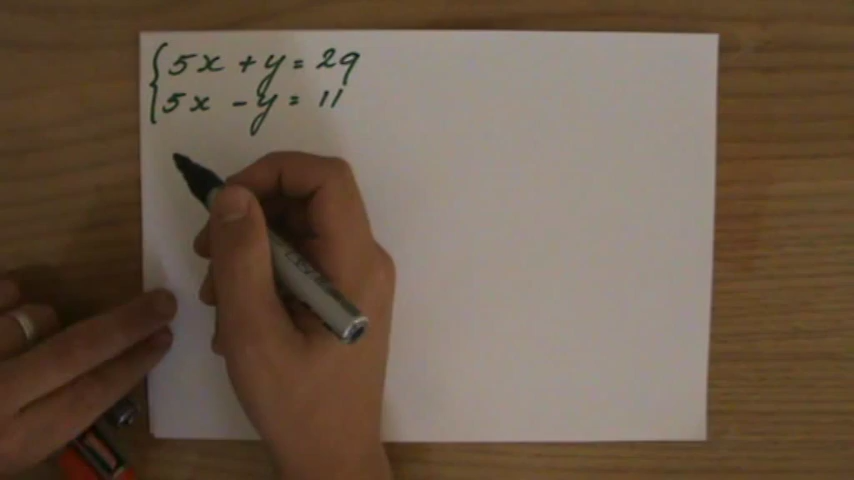 5x + y = 29
5x - y = 11